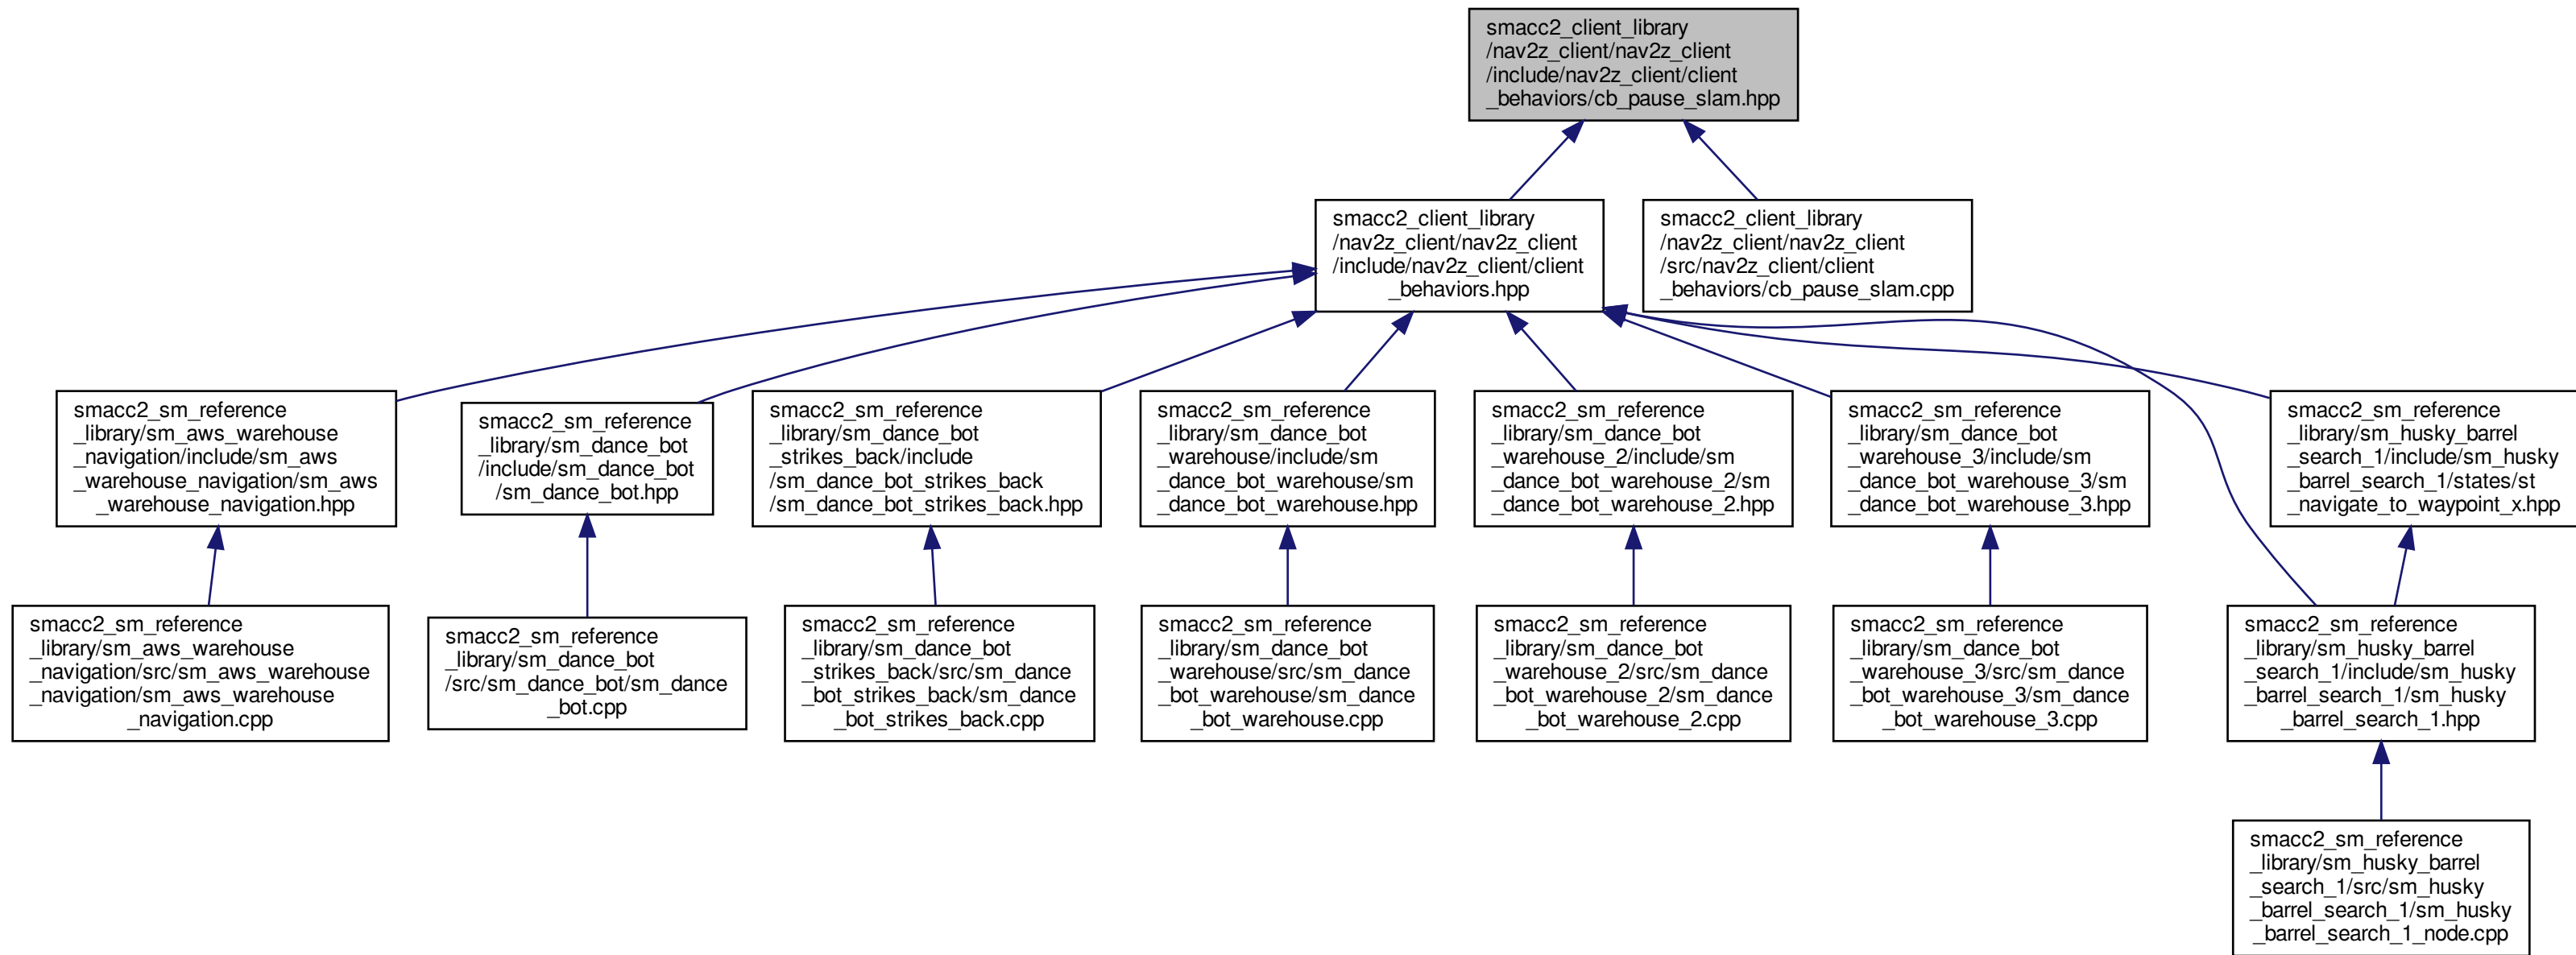 smacc2_client_library
/nav2z_client/nav2z_client
/include/nav2z_client/client
_behaviors/cb_pause_slam.hpp
smacc2_client_library
/nav2z_client/nav2z_client
/include/nav2z_client/client
_behaviors.hpp
smacc2_client_library
/nav2z_client/nav2z_client
/src/nav2z_client/client
_behaviors/cb_pause_slam.cpp
smacc2_sm_reference
_library/sm_aws_warehouse
_navigation/include/sm_aws
_warehouse_navigation/sm_aws
_warehouse_navigation.hpp
smacc2_sm_reference
_library/sm_dance_bot
/include/sm_dance_bot
/sm_dance_bot.hpp
smacc2_sm_reference
_library/sm_dance_bot
_strikes_back/include
/sm_dance_bot_strikes_back
/sm_dance_bot_strikes_back.hpp
smacc2_sm_reference
_library/sm_dance_bot
_warehouse/include/sm
_dance_bot_warehouse/sm
_dance_bot_warehouse.hpp
smacc2_sm_reference
_library/sm_dance_bot
_warehouse_2/include/sm
_dance_bot_warehouse_2/sm
_dance_bot_warehouse_2.hpp
smacc2_sm_reference
_library/sm_dance_bot
_warehouse_3/include/sm
_dance_bot_warehouse_3/sm
_dance_bot_warehouse_3.hpp
smacc2_sm_reference
_library/sm_husky_barrel
_search_1/include/sm_husky
_barrel_search_1/states/st
_navigate_to_waypoint_x.hpp
smacc2_sm_reference
_library/sm_aws_warehouse
_navigation/src/sm_aws_warehouse
_navigation/sm_aws_warehouse
_navigation.cpp
smacc2_sm_reference
_library/sm_dance_bot
/src/sm_dance_bot/sm_dance
_bot.cpp
smacc2_sm_reference
_library/sm_dance_bot
_strikes_back/src/sm_dance
_bot_strikes_back/sm_dance
_bot_strikes_back.cpp
smacc2_sm_reference
_library/sm_dance_bot
_warehouse/src/sm_dance
_bot_warehouse/sm_dance
_bot_warehouse.cpp
smacc2_sm_reference
_library/sm_dance_bot
_warehouse_2/src/sm_dance
_bot_warehouse_2/sm_dance
_bot_warehouse_2.cpp
smacc2_sm_reference
_library/sm_dance_bot
_warehouse_3/src/sm_dance
_bot_warehouse_3/sm_dance
_bot_warehouse_3.cpp
smacc2_sm_reference
_library/sm_husky_barrel
_search_1/include/sm_husky
_barrel_search_1/sm_husky
_barrel_search_1.hpp
smacc2_sm_reference
_library/sm_husky_barrel
_search_1/src/sm_husky
_barrel_search_1/sm_husky
_barrel_search_1_node.cpp